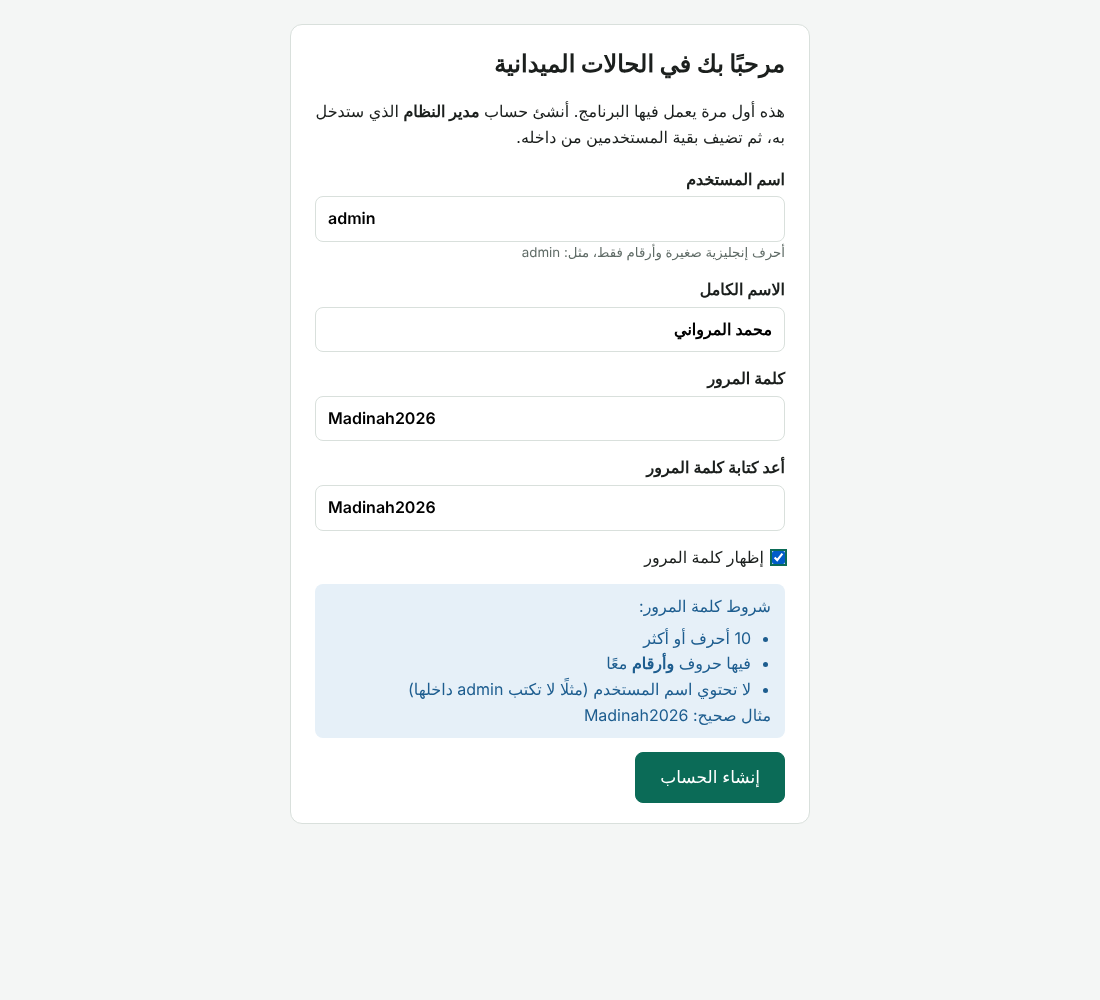 مرحبًا بك في الحالات الميدانية
هذه أول مرة يعمل فيها البرنامج. أنشئ حساب مدير النظام الذي ستدخل
به، ثم تضيف بقية المستخدمين من داخله.
اسم المستخدم
admin
أحرف إنجليزية صغيرة وأرقام فقط، مثل: admin
الاسم الكامل
محمد المرواني
كلمة المرور
Madinah2026
أعد كتابة كلمة المرور
Madinah2026
إظهار كلمة المرور
شروط كلمة المرور:
• 10 أحرف أو أكثر
• فيها حروف وأرقام معًا
• لا تحتوي اسم المستخدم (مثلًا لا تكتب admin داخلها)
مثال صحيح: Madinah2026
إنشاء الحساب